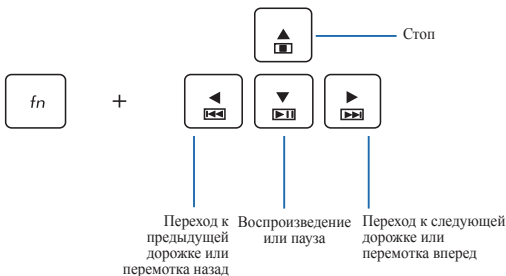 Стоп
fn
+
Переход к
предыдущей
дорожке или
перемотка назад
Воспроизведение
или пауза
Переход к следующей
дорожке или
перемотка вперед